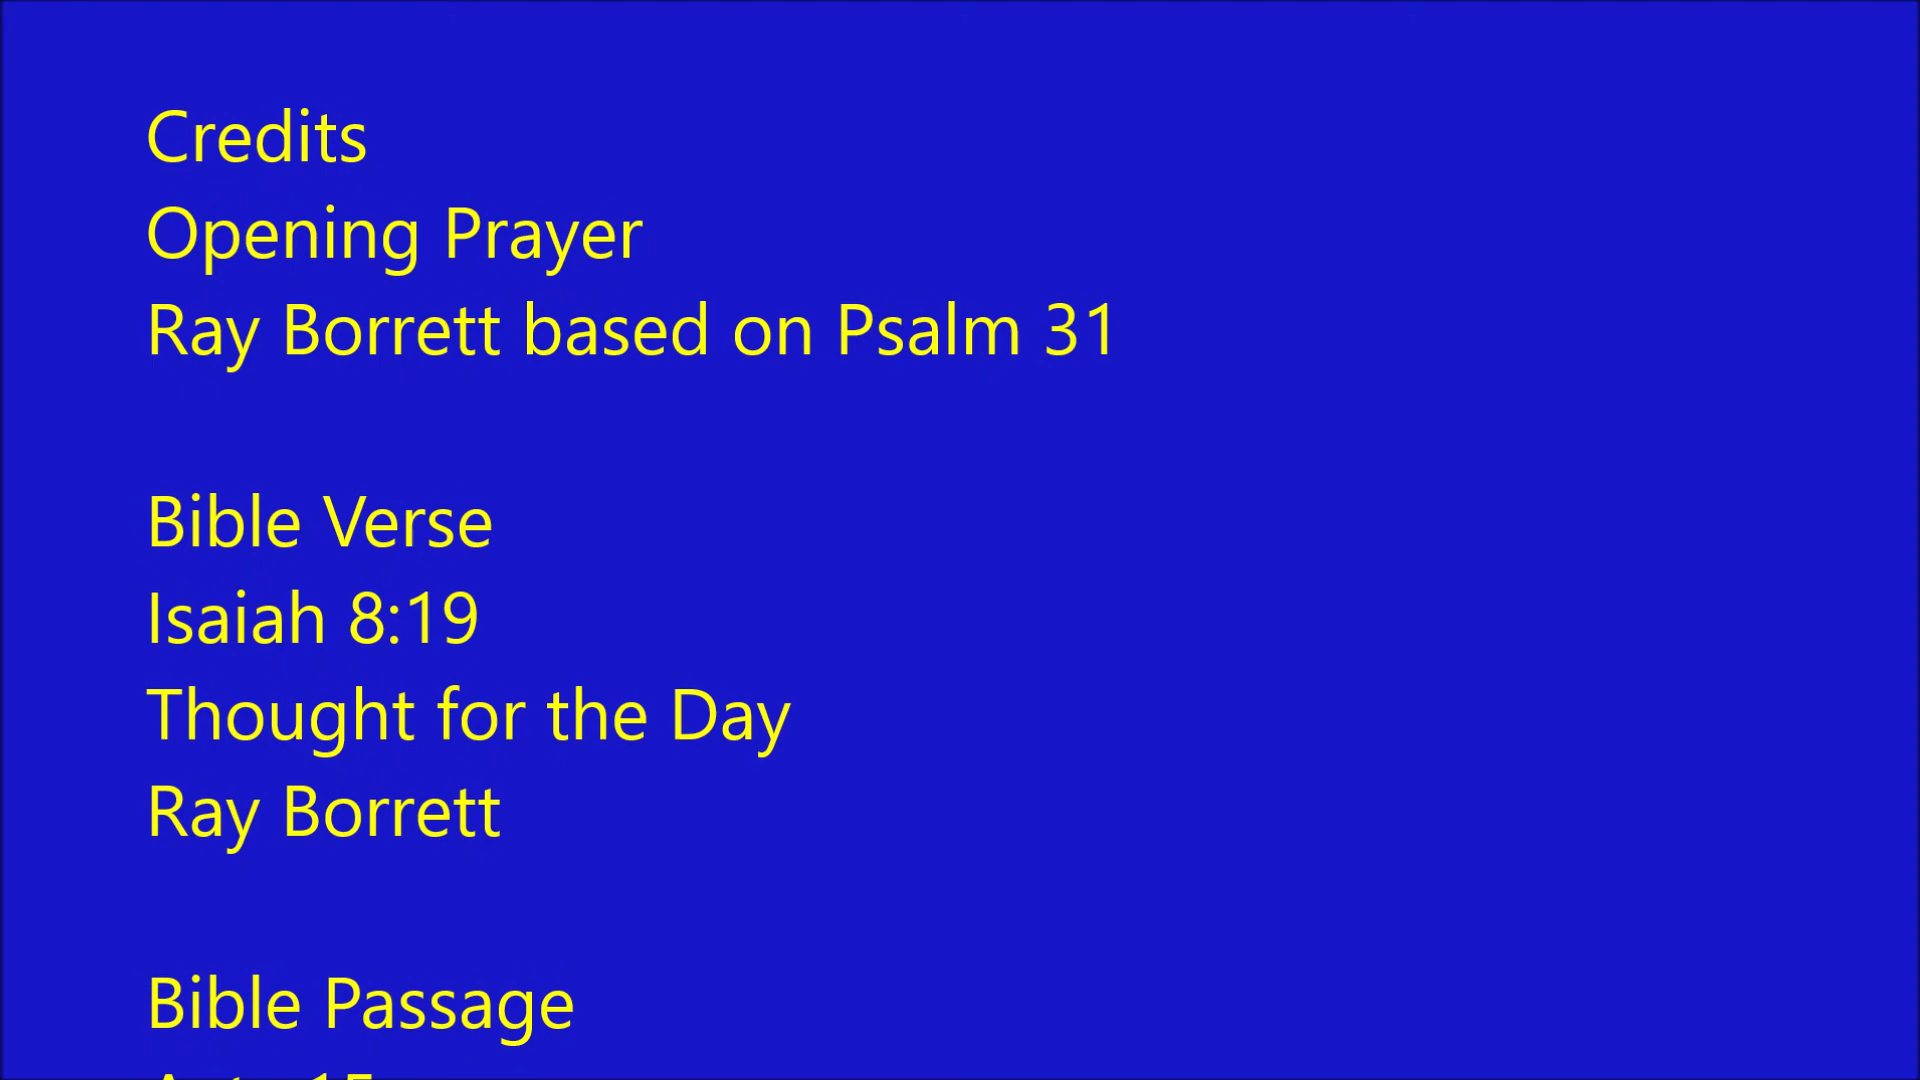 Credits
Opening Prayer
Ray Borrett based on Psalm 31
Bible Verse
Isaiah 8:19
Thought for the Day
Ray Borrett
Bible Passage